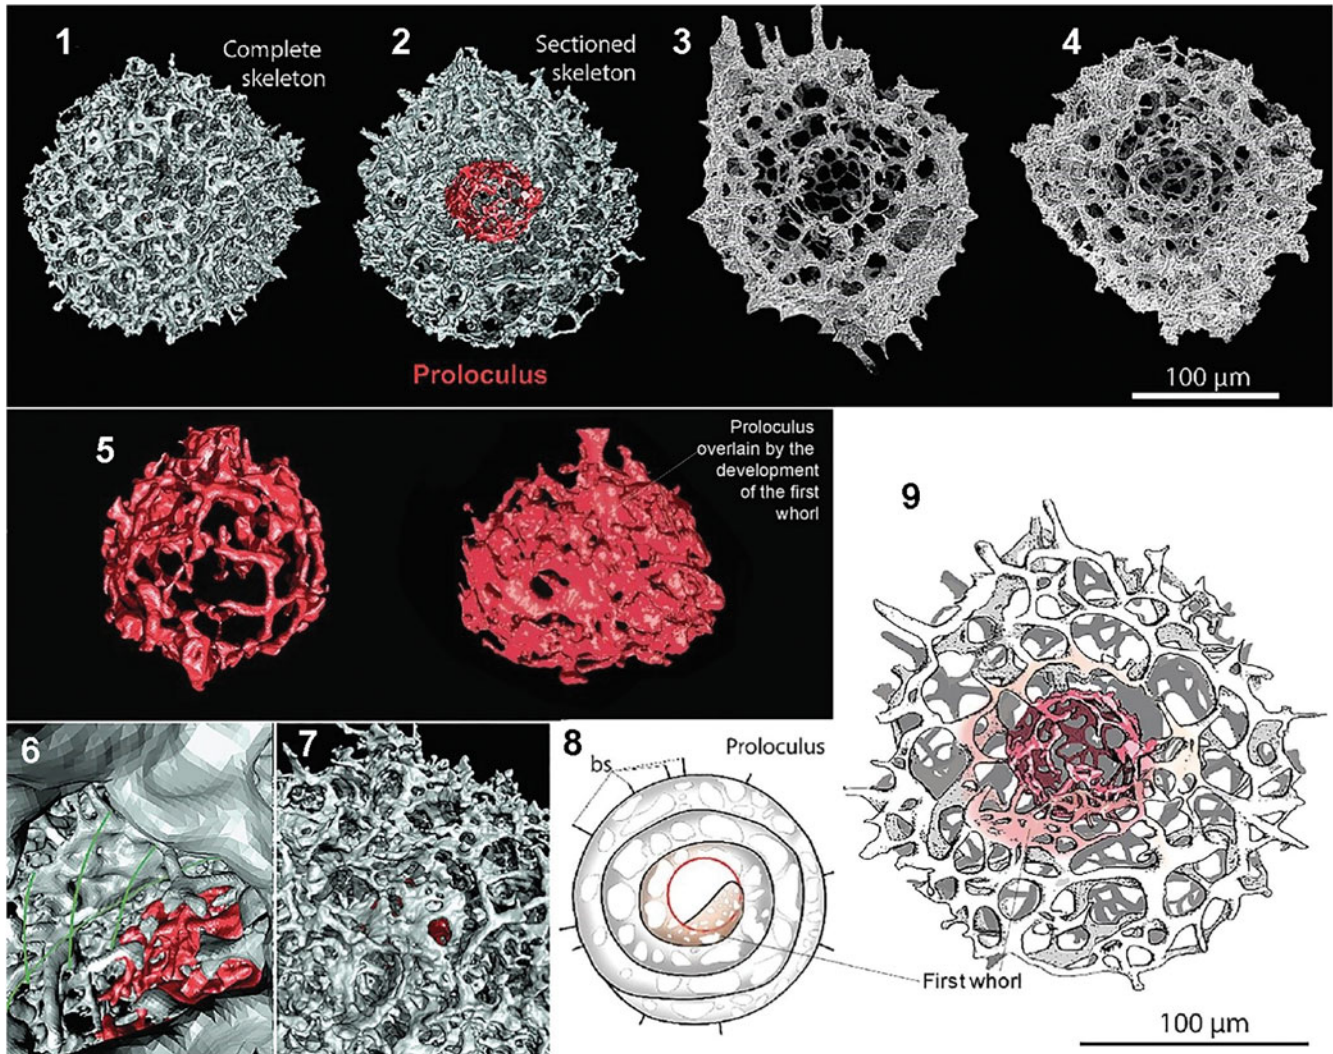 1
Complete
skeleton
2
Sectioned
skeleton
3
4
Proloculus
100 µm
5
Proloculus
overlain by the
development
of the first
whorl
9
6
7
8
Proloculus
bs
First whorl
100 µm